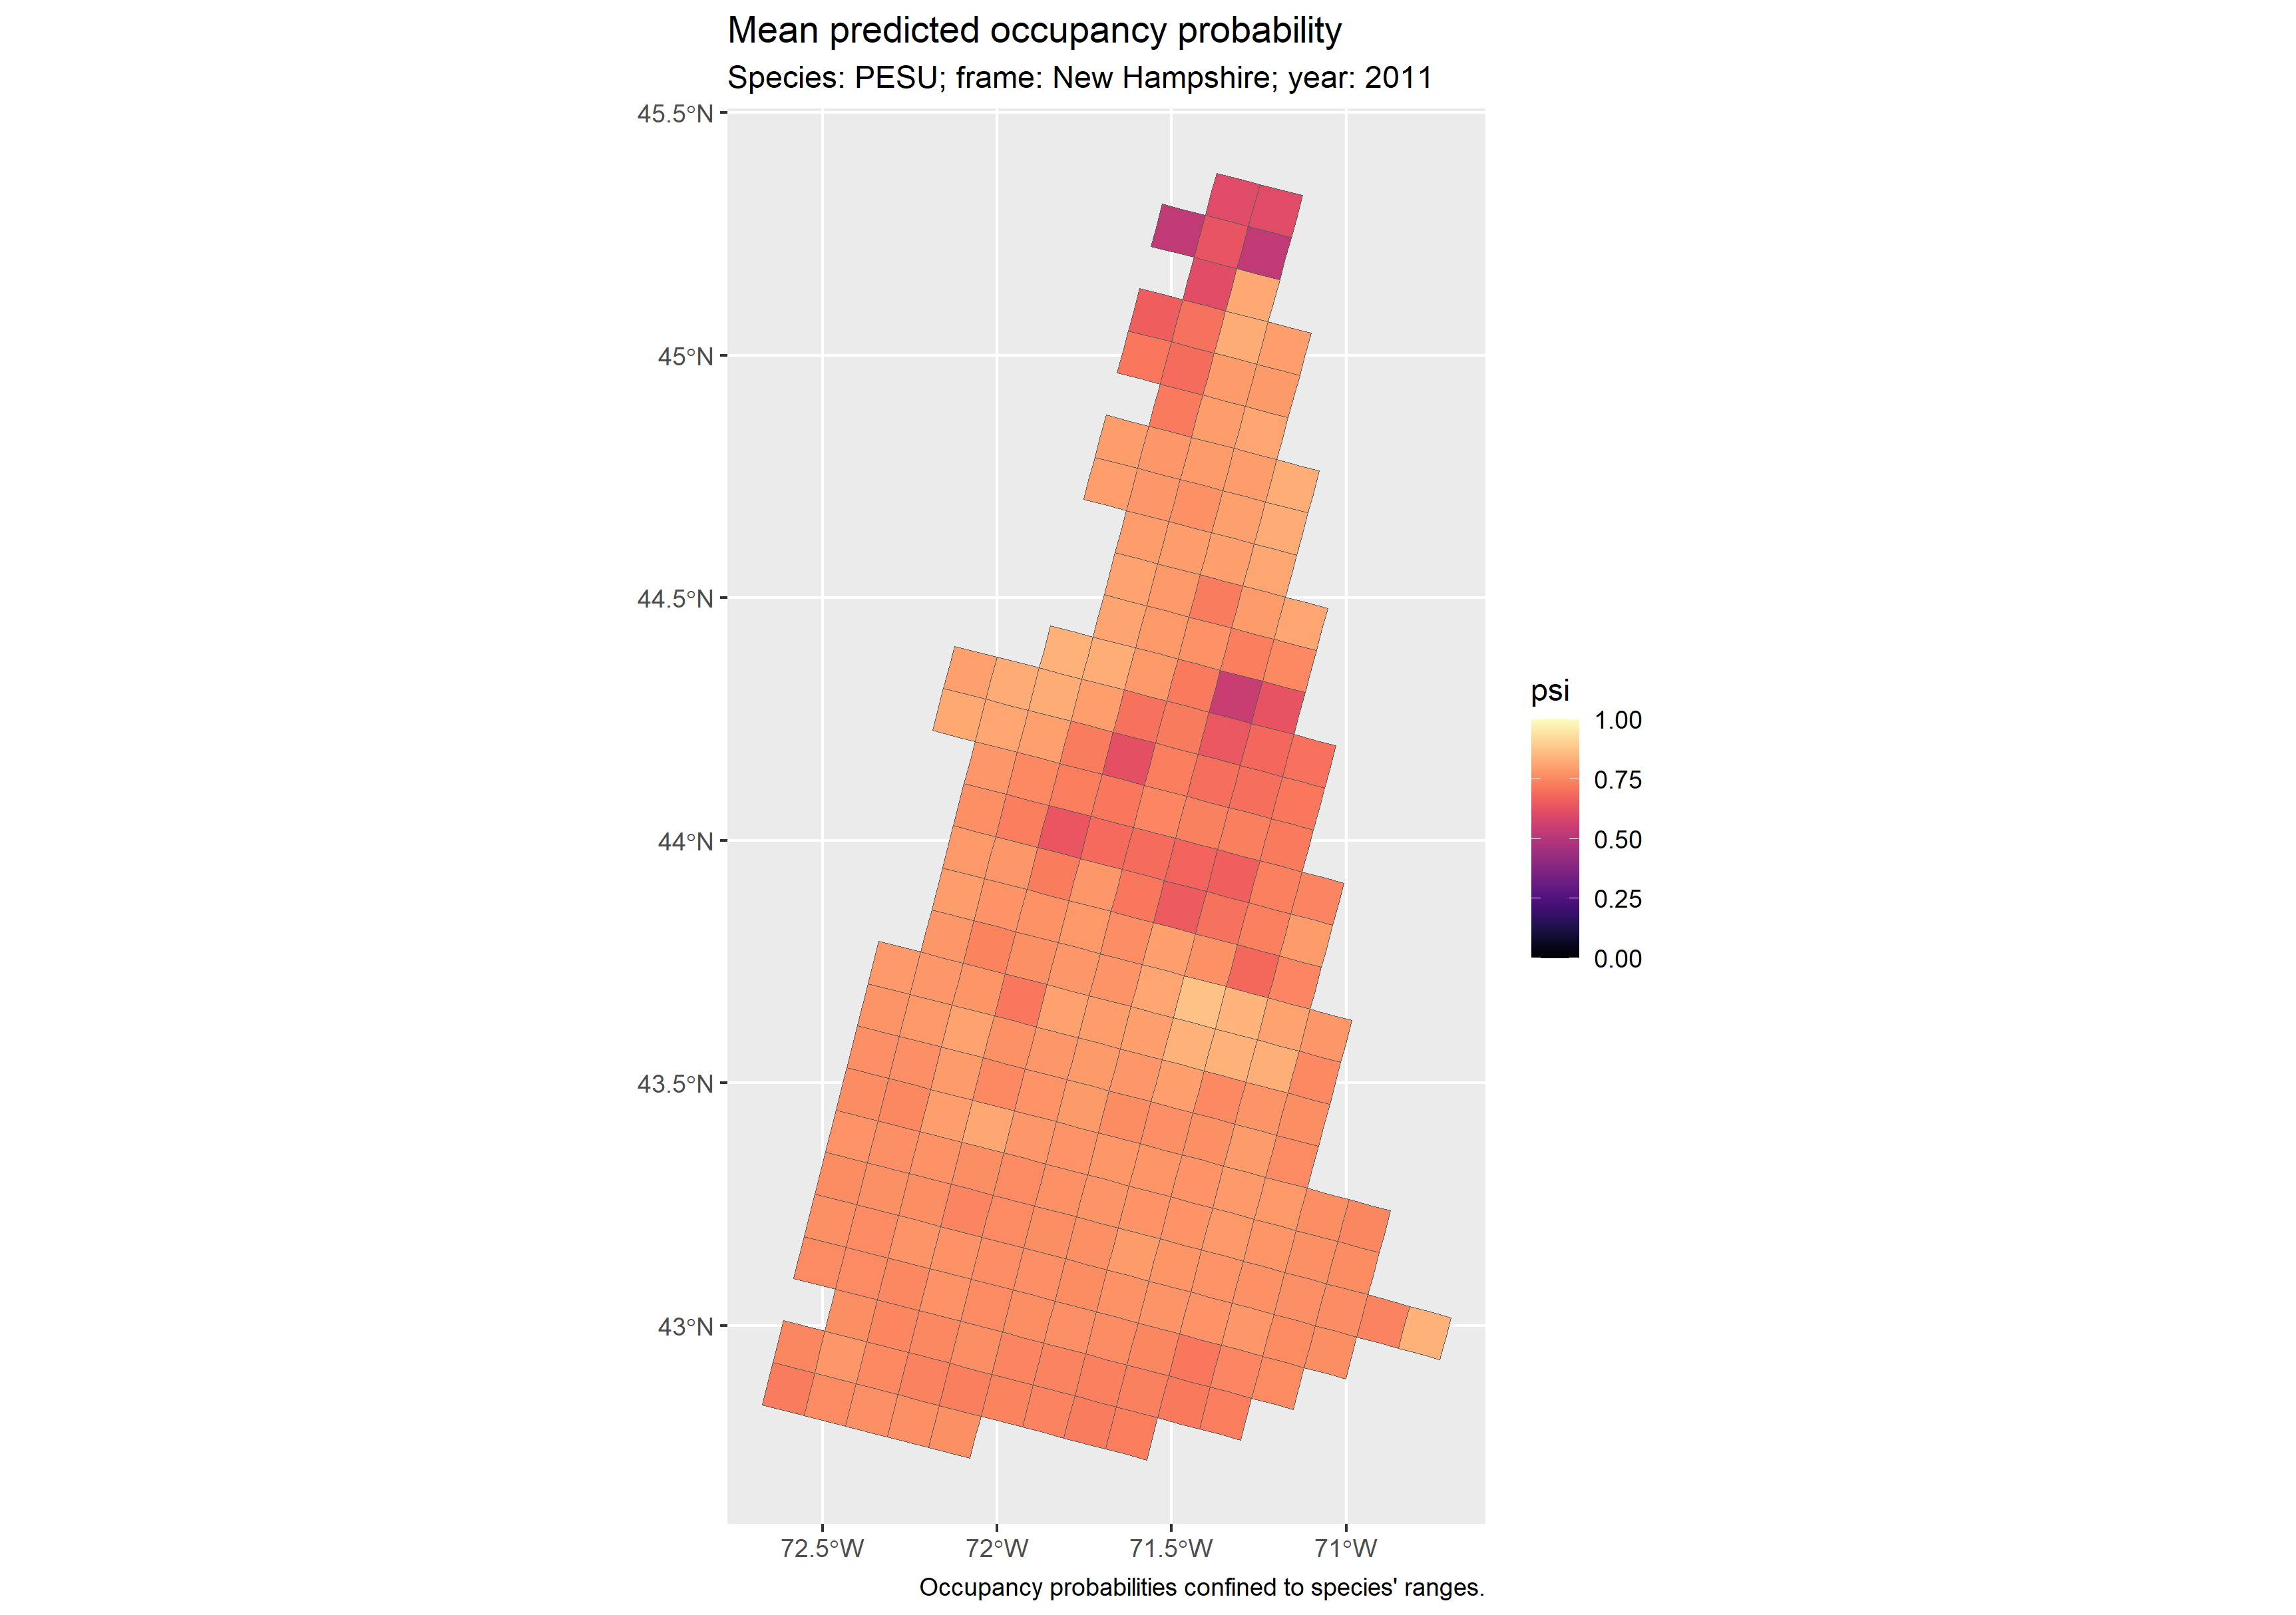 Mean predicted occupancy probability
Species: PESU; frame: New Hampshire; year: 2011
45.5°N
45°N
44.5°N
44°N
43.5°N
43°N
72.5°W
72°W
71.5°W
71°W
psi
1.00
0.75
0.50
0.25
0.00
Occupancy probabilities confined to species' ranges.